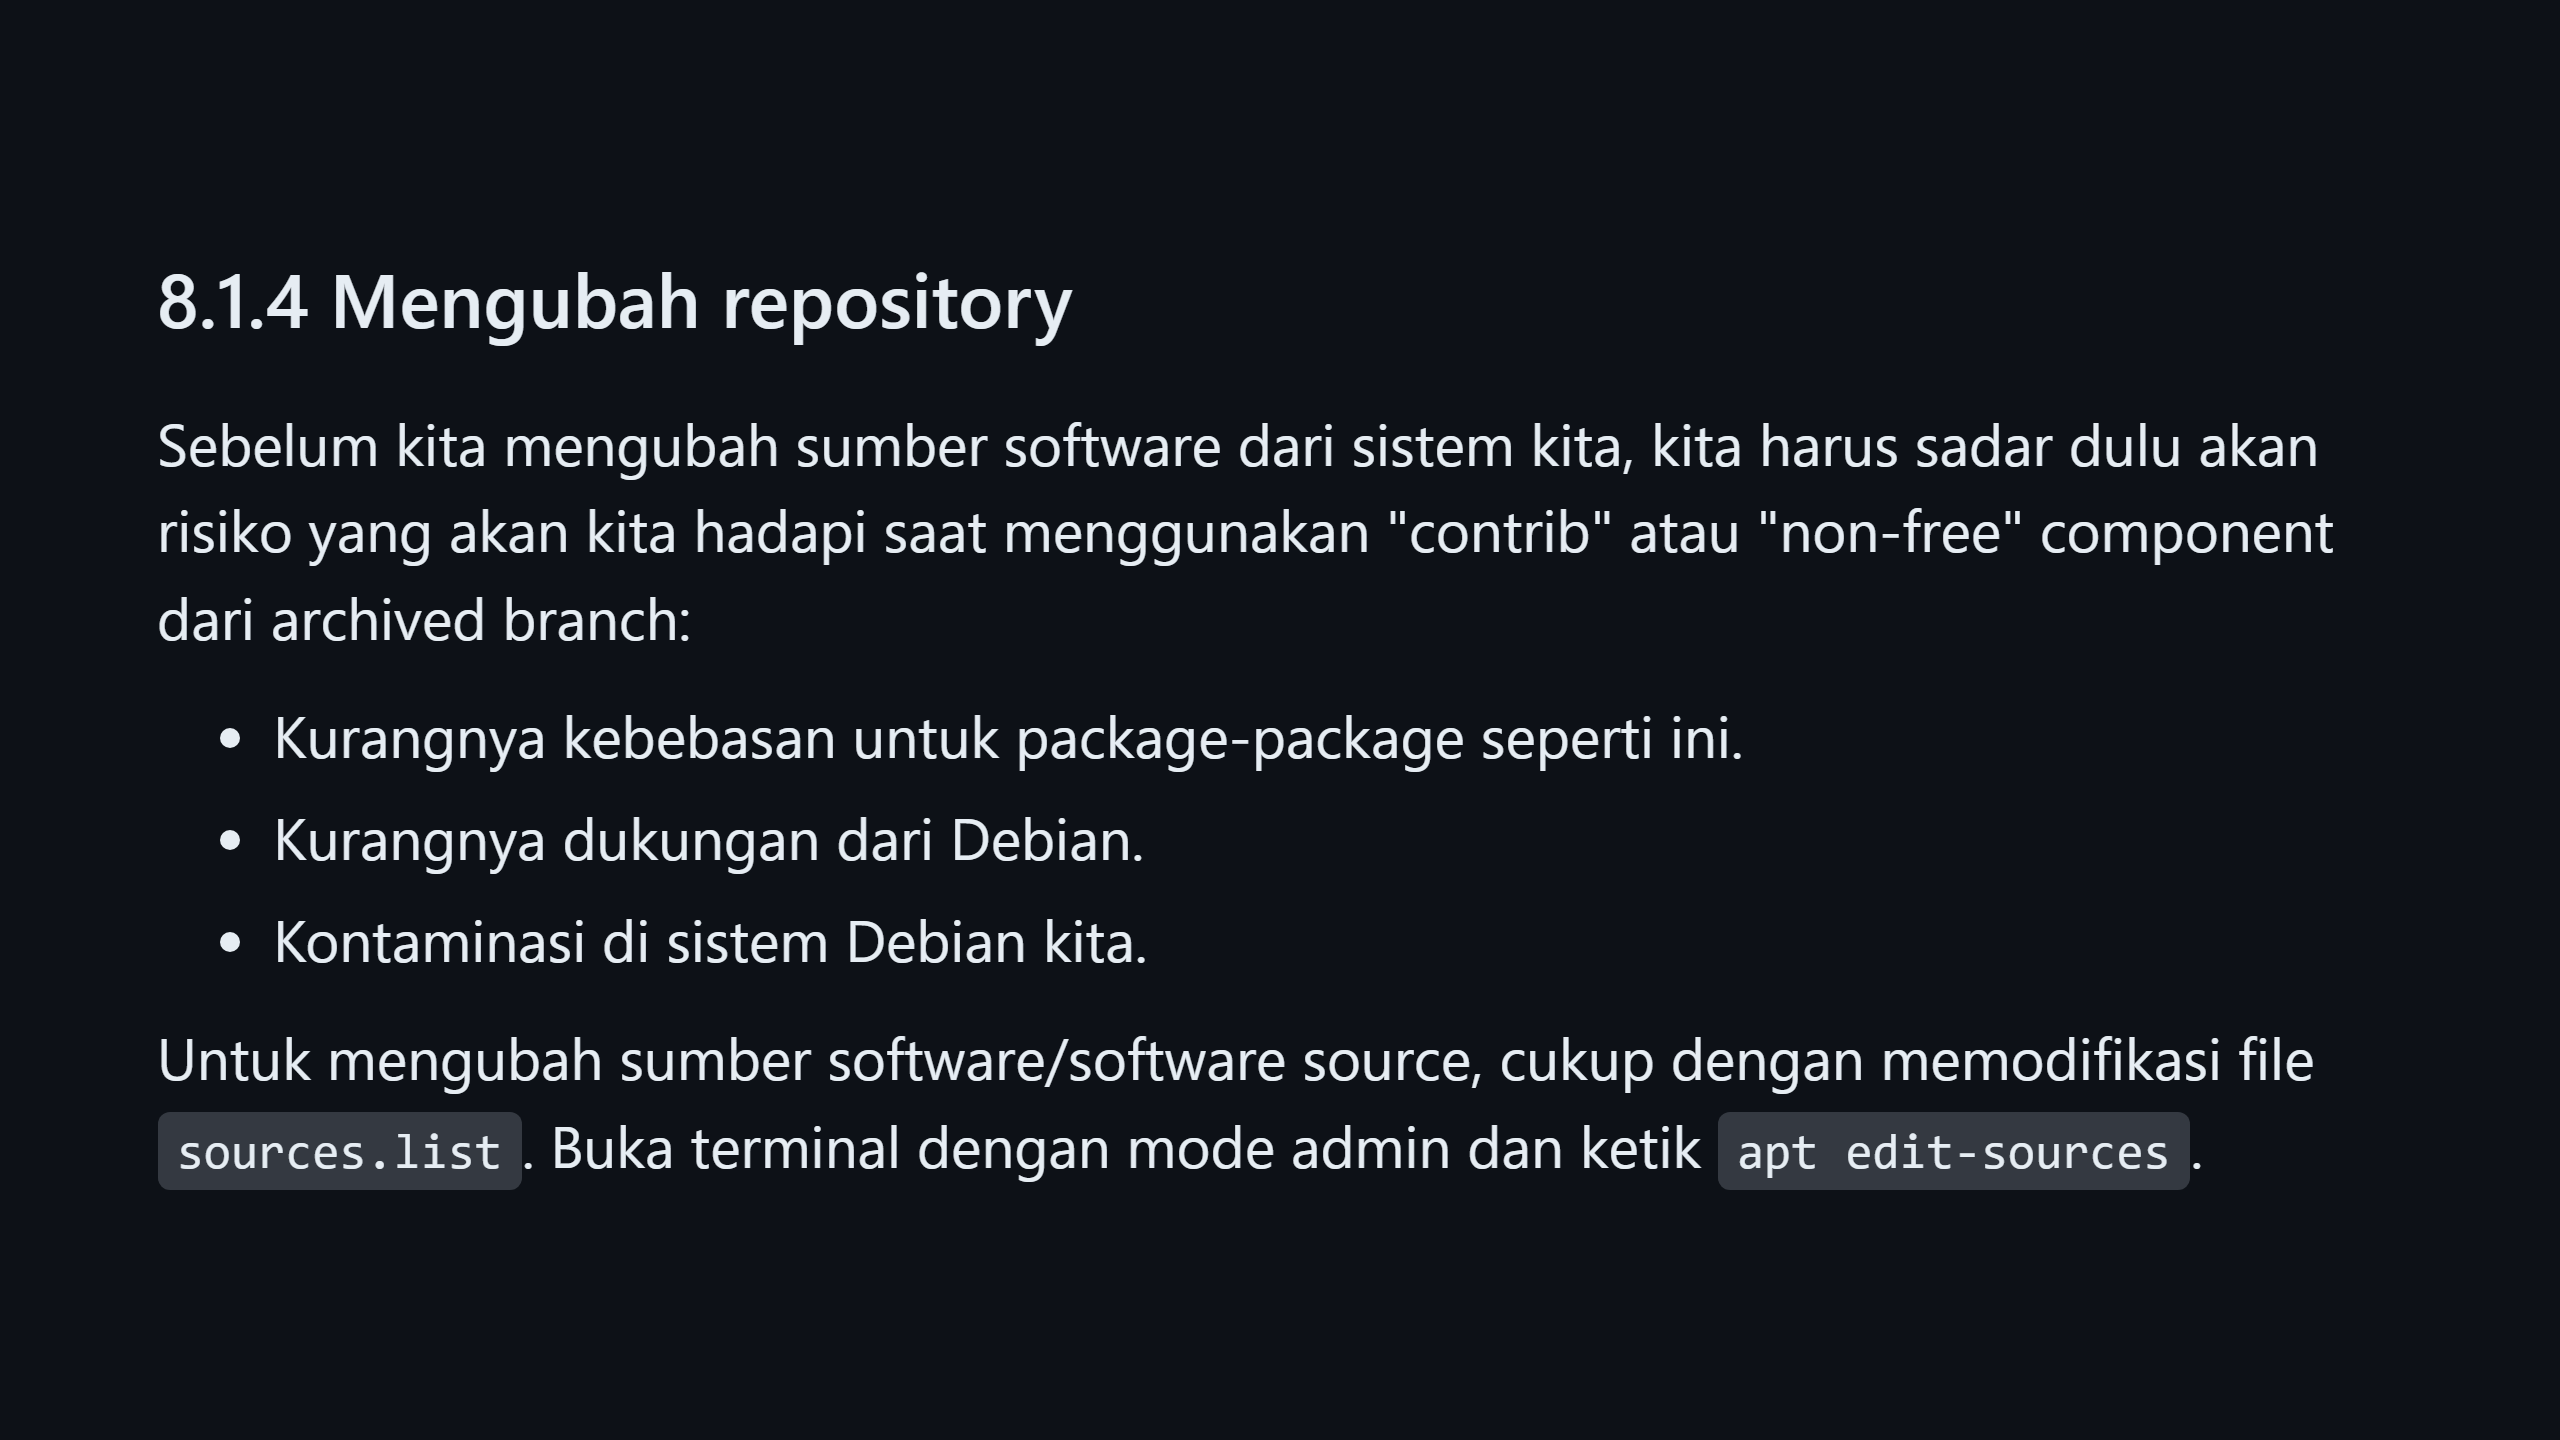 8.1.4 Mengubah repository
Sebelum kita mengubah sumber software dari sistem kita, kita harus sadar dulu akan
risiko yang akan kita hadapi saat menggunakan "contrib" atau "non-free" component
dari archived branch:
• Kurangnya kebebasan untuk package-package seperti ini.
• Kurangnya dukungan dari Debian.
• Kontaminasi di sistem Debian kita.
Untuk mengubah sumber software/software source, cukup dengan memodifikasi file
sources.list. Buka terminal dengan mode admin dan ketik apt edit-sources.